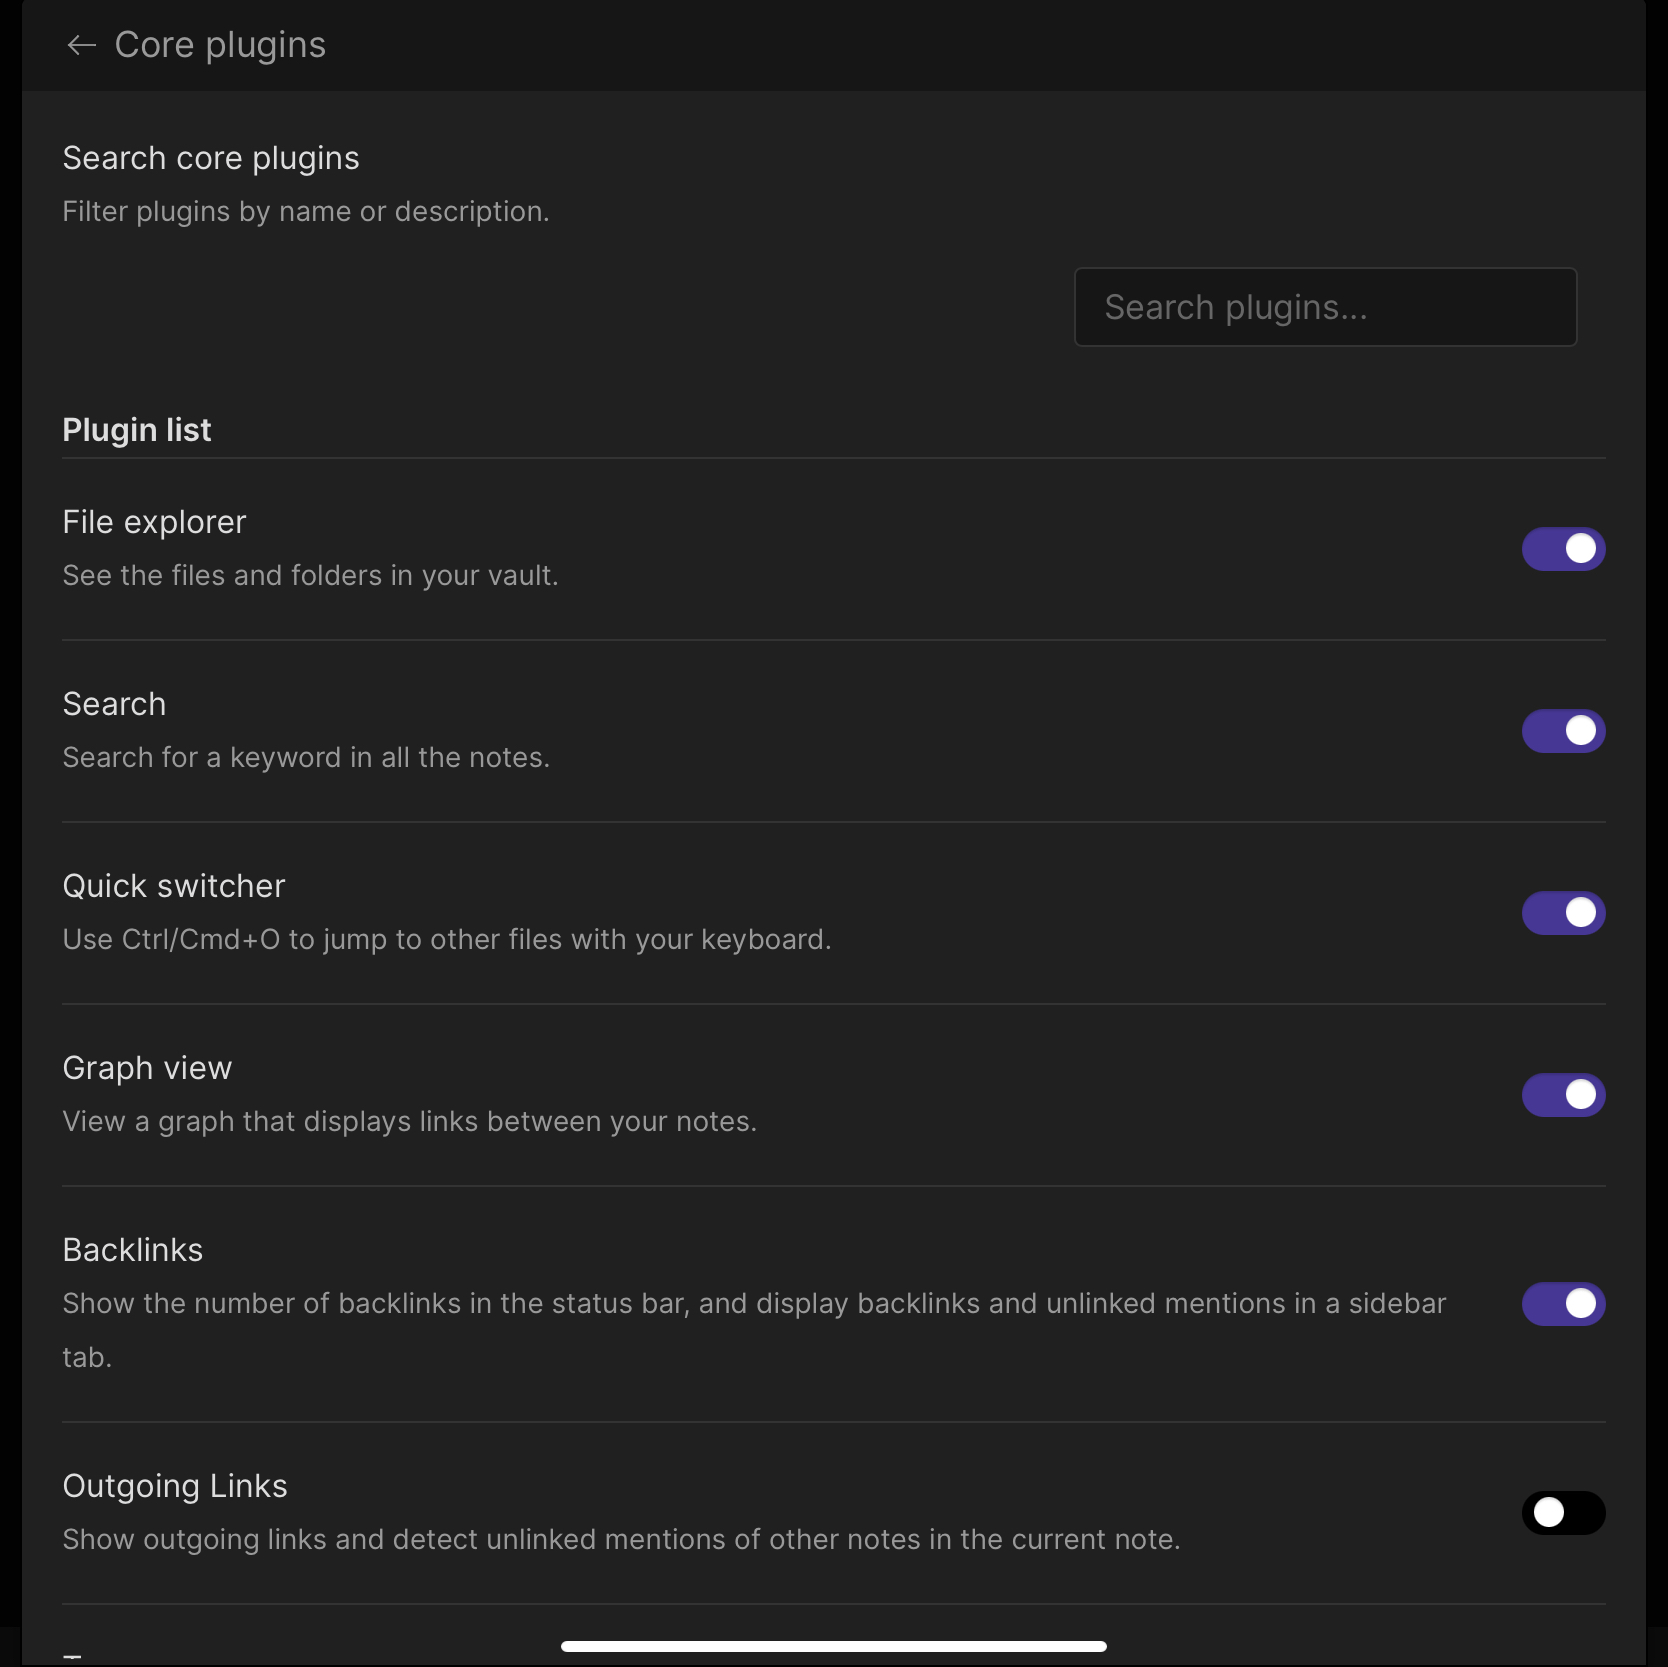 Core plugins
Search core plugins
Filter plugins by name or description.
Search plugins...
Plugin list
File explorer
See the files and folders in your vault.
Search
Search for a keyword in all the notes.
Quick switcher
Use Ctrl/Cmd+O to jump to other files with your keyboard.
Graph view
View a graph that displays links between your notes.
Backlinks
Show the number of backlinks in the status bar, and display backlinks and unlinked mentions in a sidebar
tab.
Outgoing Links
Show outgoing links and detect unlinked mentions of other notes in the current note.